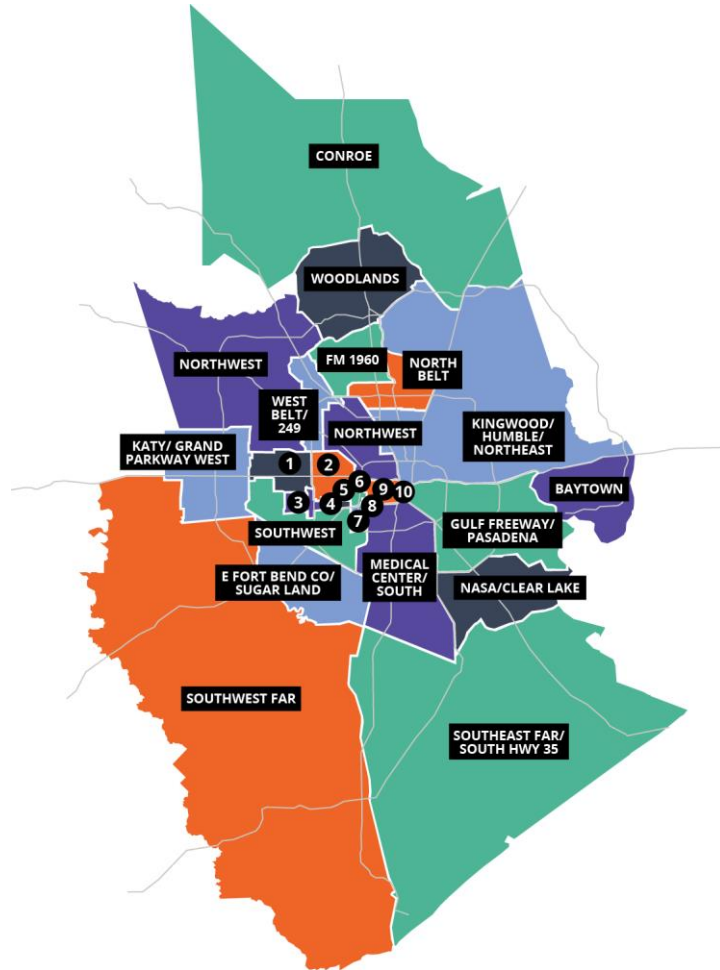 CONROE
WOODLANDS
FM 1960
NORTHWEST
NORTH
BELT
WEST
BELT/
249
NORTHWEST
KINGWOOD/
HUMBLE/
NORTHEAST
KATY/ GRAND
PARKWAY WEST
1
2
BAYTOWN
6
5
9
10
3
4
8
7
SOUTHWEST
GULF FREEWAY/
PASADENA
E FORT BEND CO/
SUGAR LAND
MEDICAL
CENTER/
SOUTH
NASA/CLEAR LAKE
SOUTHWEST FAR
SOUTHEAST FAR/
SOUTH HWY 35